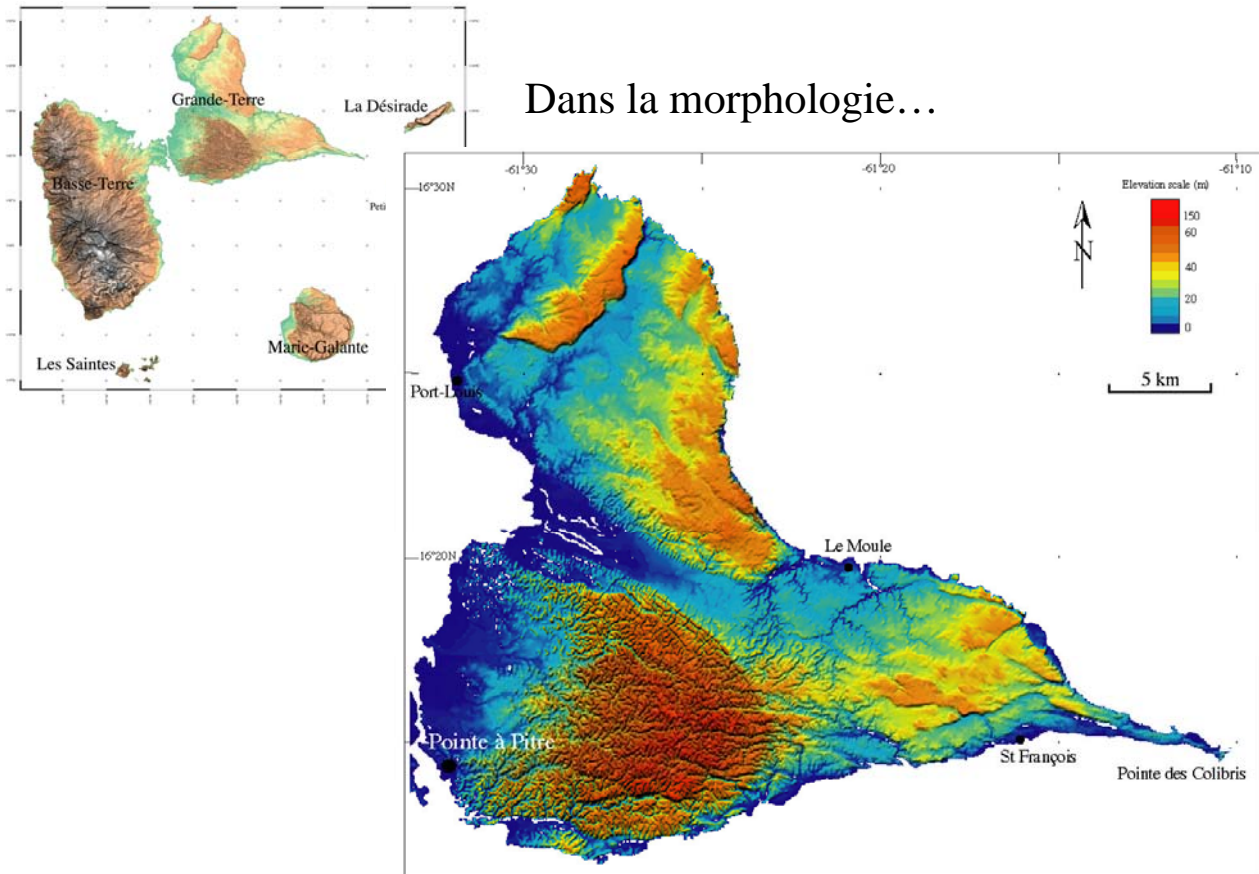 Grande-Terre
La Désirade
Basse-Terre
Peti
Marie-Galante
Les Saintes
Dans la morphologie…
-61°30
-61°20
-61°10
16°30N
Elevation scale (m)
150
60
40
20
0
N
5 km
Port-Louis
16°20N
Le Moule
Pointe à Pitre
St François
Pointe des Colibris